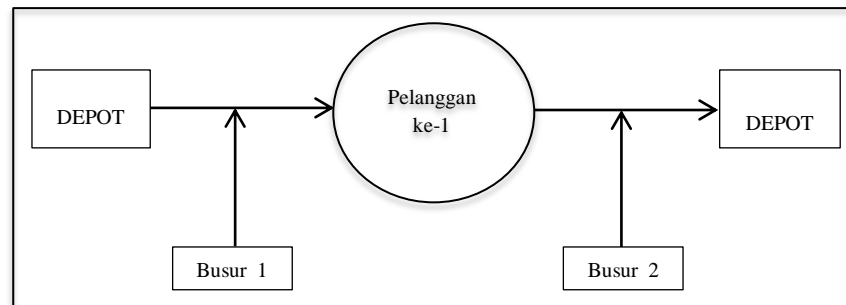 DEPOT
Pelanggan
ke-1
DEPOT
Busur 1
Busur 2